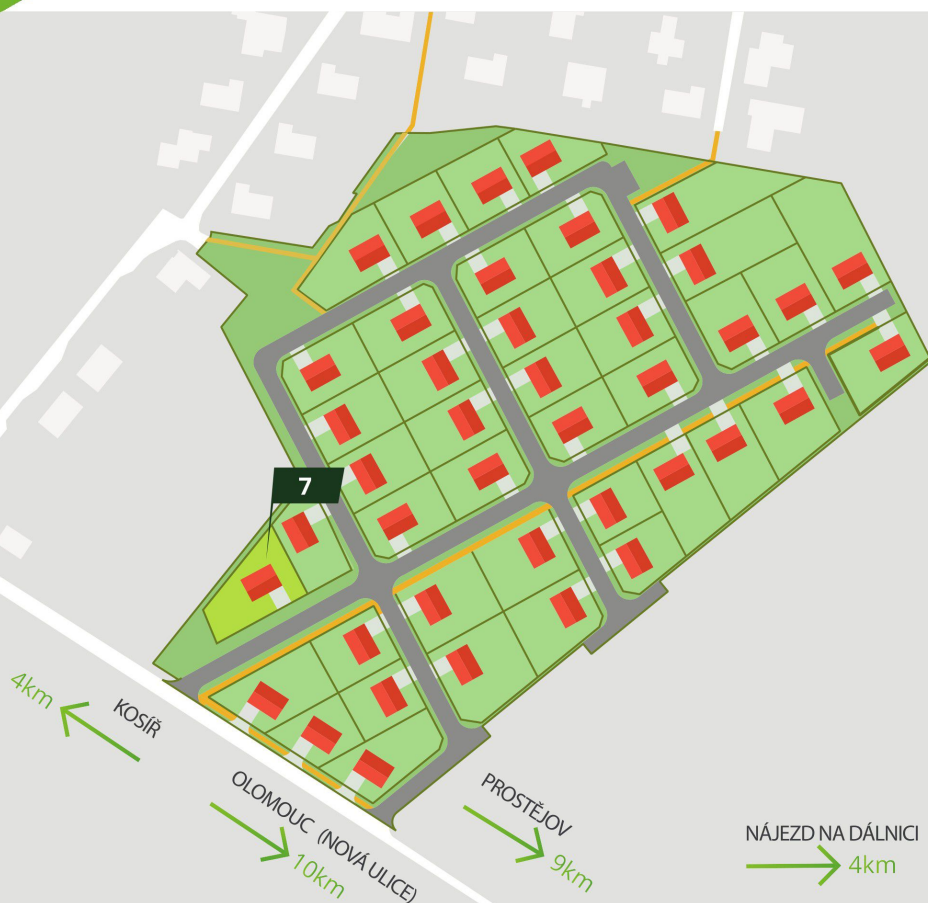 7
4km
KOSÍŘ
OLOMOUC (NOVÁ ULICE)
10km
PROSTĚJOV
9km
NÁJEZD NA DÁLNICI
4km